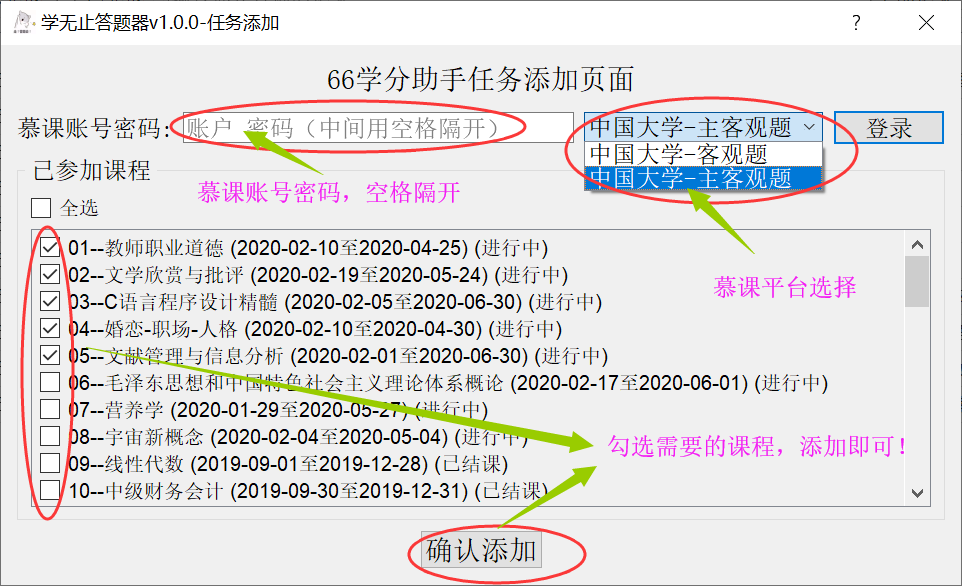 学无止答题器v1.0.0-任务添加
66学分助手任务添加页面
慕课账号密码: 账户 密码（中间用空格隔开） 中国大学-主客观题 登录
中国大学-客观题
中国大学-主客观题
已参加课程
慕课账号密码，空格隔开
全选
01--教师职业道德 (2020-02-10至2020-04-25) (进行中)
02--文学欣赏与批评 (2020-02-19至2020-05-24) (进行中)
慕课平台选择
03--C语言程序设计精髓 (2020-02-05至2020-06-30) (进行中)
04--婚恋-职场-人格 (2020-02-10至2020-04-30) (进行中)
05--文献管理与信息分析 (2020-02-01至2020-06-30) (进行中)
06--毛泽东思想和中国特色社会主义理论体系概论 (2020-02-17至2020-06-01) (进行中)
07--营养学 (2020-01-29至2020-05-27) (进行中)
08--宇宙新概念 (2020-02-04至2020-05-04) (进行中)
勾选需要的课程，添加即可！
09--线性代数 (2019-09-01至2019-12-28) (已结课)
10--中级财务会计 (2019-09-30至2019-12-31) (已结课)
确认添加